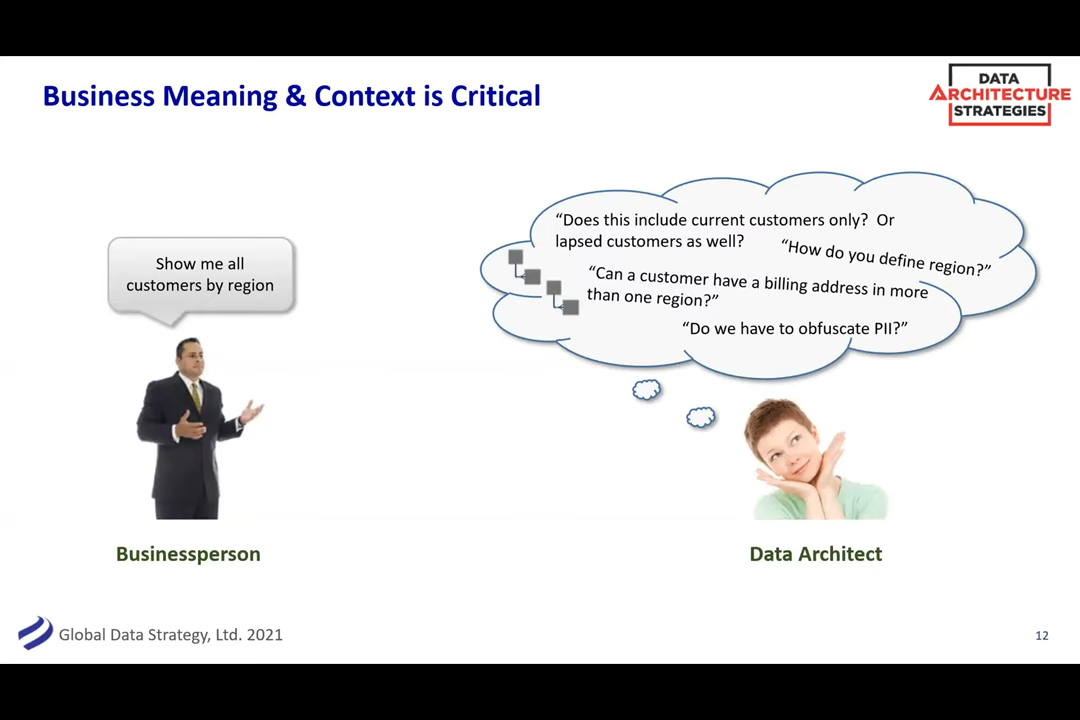 Business Meaning & Context is Critical
DATA
ARCHITECTURE
STRATEGIES
Show me all
customers by region
“Does this include current customers only? Or
lapsed customers as well?
“How do you define region?”
“Can a customer have a billing address in more
than one region?”
“Do we have to obfuscate PII?”
Businessperson
Data Architect
Global Data Strategy, Ltd. 2021
12